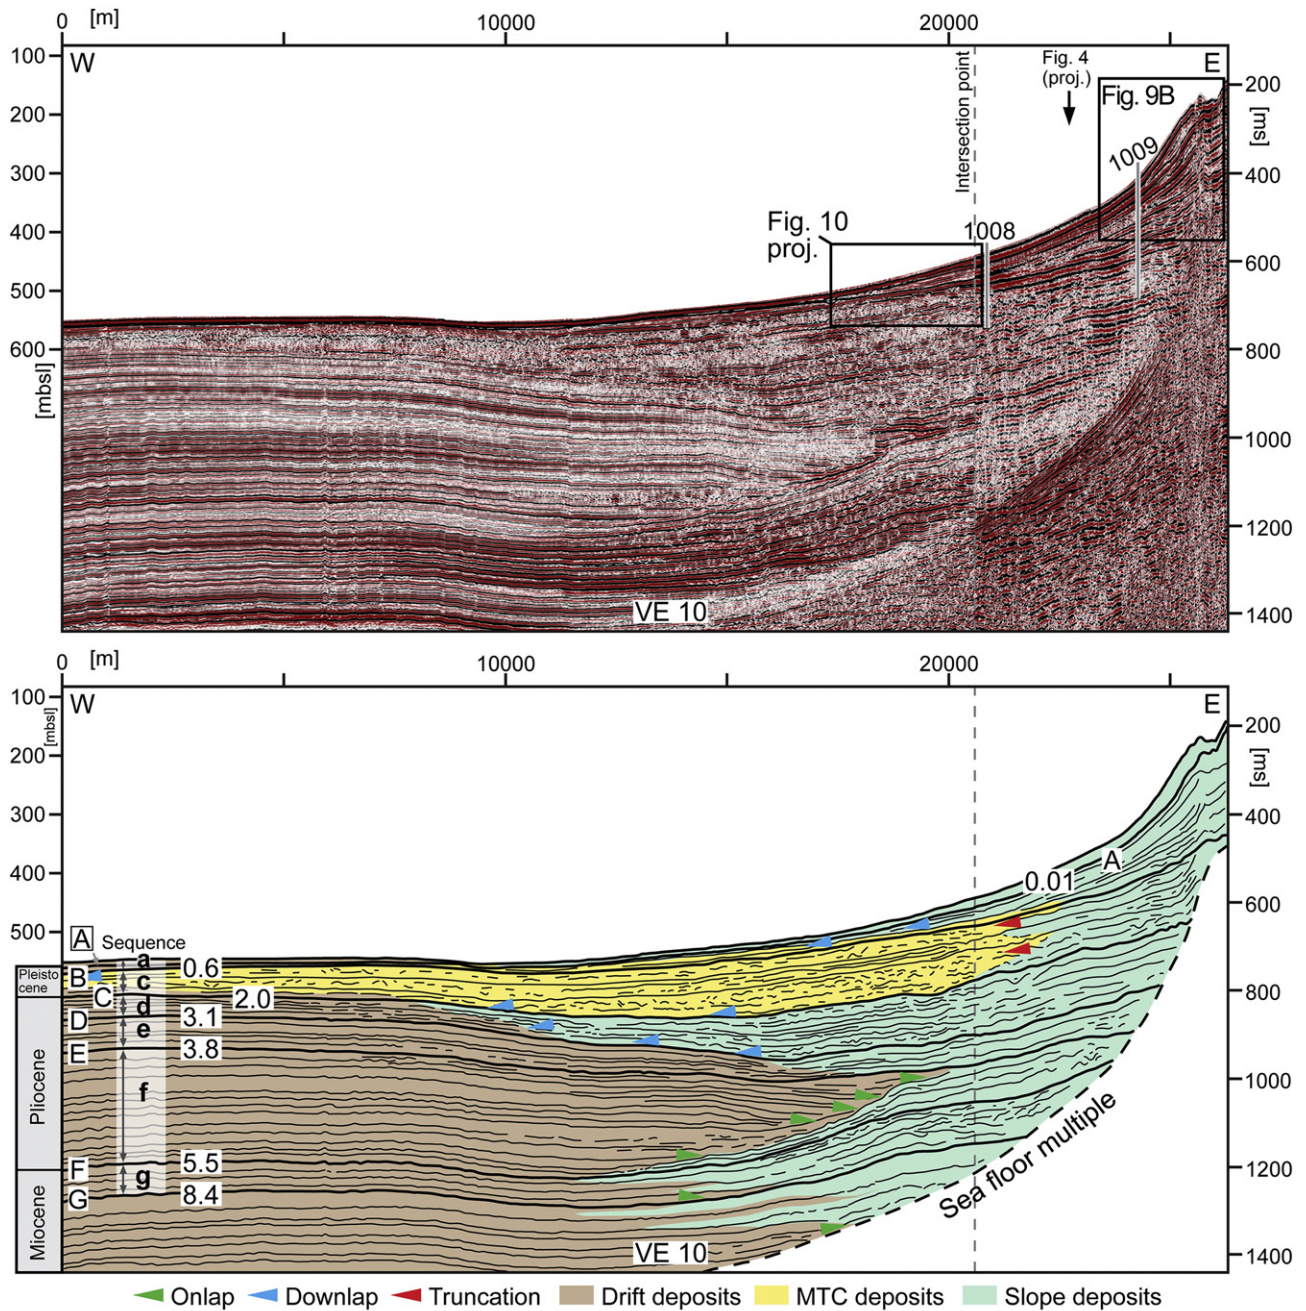 0 [m] 10000 20000
W
E
100
200
300
400
500
600
[mbsl]
200
[ms]
400
600
800
1000
1200
1400
Intersection point
Fig. 4
(proj.)
Fig. 9B
1009
1008
Fig. 10
proj.
VE 10
0 [m] 10000 20000
W
E
100
[mbsl]
200
300
400
500
200
[ms]
400
600
800
1000
1200
1400
A
0.01
A Sequence
a
B 0.6
c
C d 2.0
D 3.1
e
E 3.8
f
F 5.5
g
G 8.4
Pleisto
cene
Pliocene
Miocene
Sea floor multiple
VE 10
Onlap Downlap Truncation Drift deposits MTC deposits Slope deposits